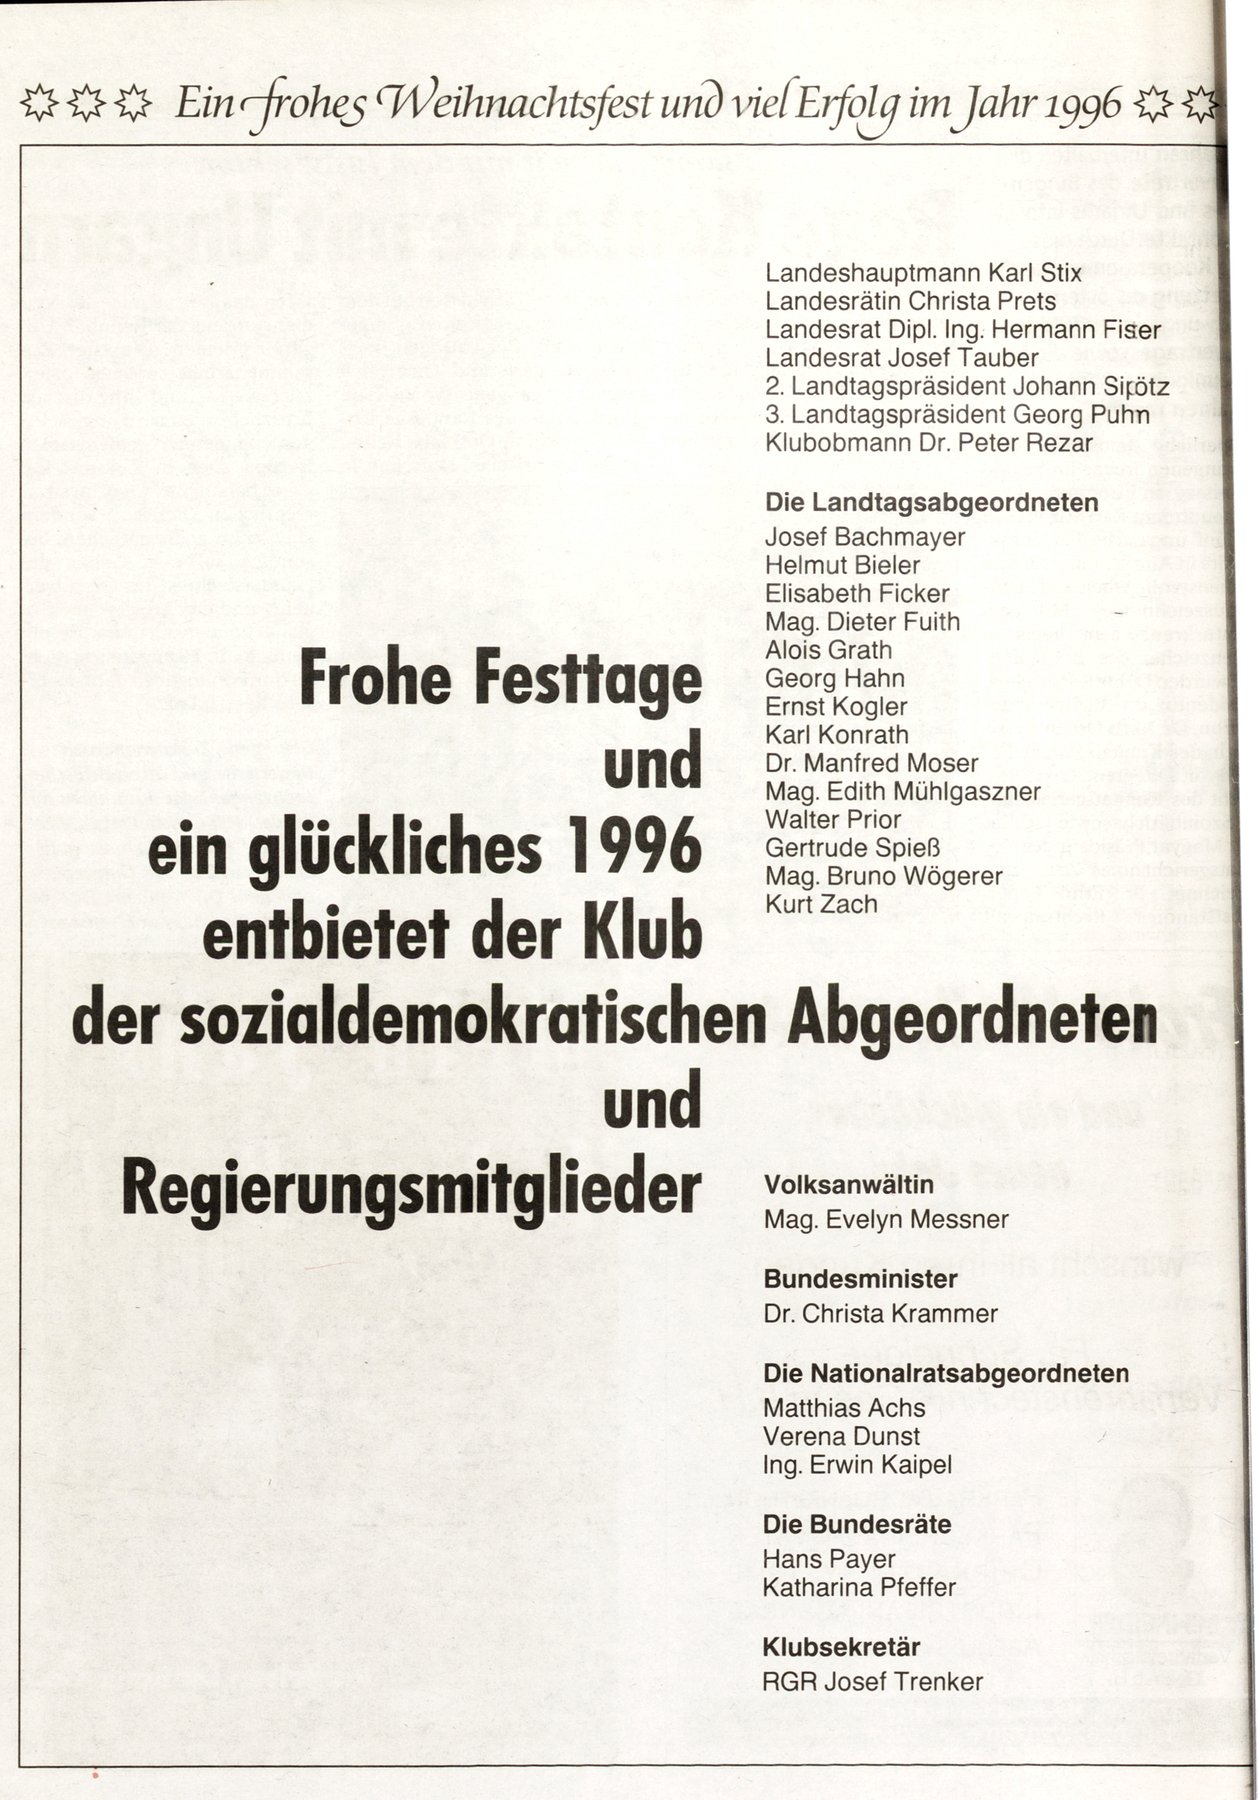 Ein frohes Weihnachtsfest und viel Erfolg im Jahr 1996
Landeshauptmann Karl Stix
Landesrätin Christa Prets
Landesrat Dipl. Ing. Hermann Fiser
Landesrat Josef Tauber
2. Landtagspräsident Johann Sipötz
3. Landtagspräsident Georg Puhn
Klubobmann Dr. Peter Rezar
Die Landtagsabgeordneten
Josef Bachmayer
Helmut Bieler
Elisabeth Ficker
Mag. Dieter Fuith
Alois Grath
Georg Hahn
Ernst Kogler
Karl Konrath
Dr. Manfred Moser
Mag. Edith Mühlgaszner
Walter Prior
Gertrude Spieß
Mag. Bruno Wögerer
Kurt Zach
Frohe Festtage
und
ein glückliches 1996
entbietet der Klub
der sozialdemokratischen Abgeordneten
und
Regierungsmitglieder
Volksanwältin
Mag. Evelyn Messner
Bundesminister
Dr. Christa Krammer
Die Nationalratsabgeordneten
Matthias Achs
Verena Dunst
Ing. Erwin Kaipel
Die Bundesräte
Hans Payer
Katharina Pfeffer
Klubsekretär
RGR Josef Trenker